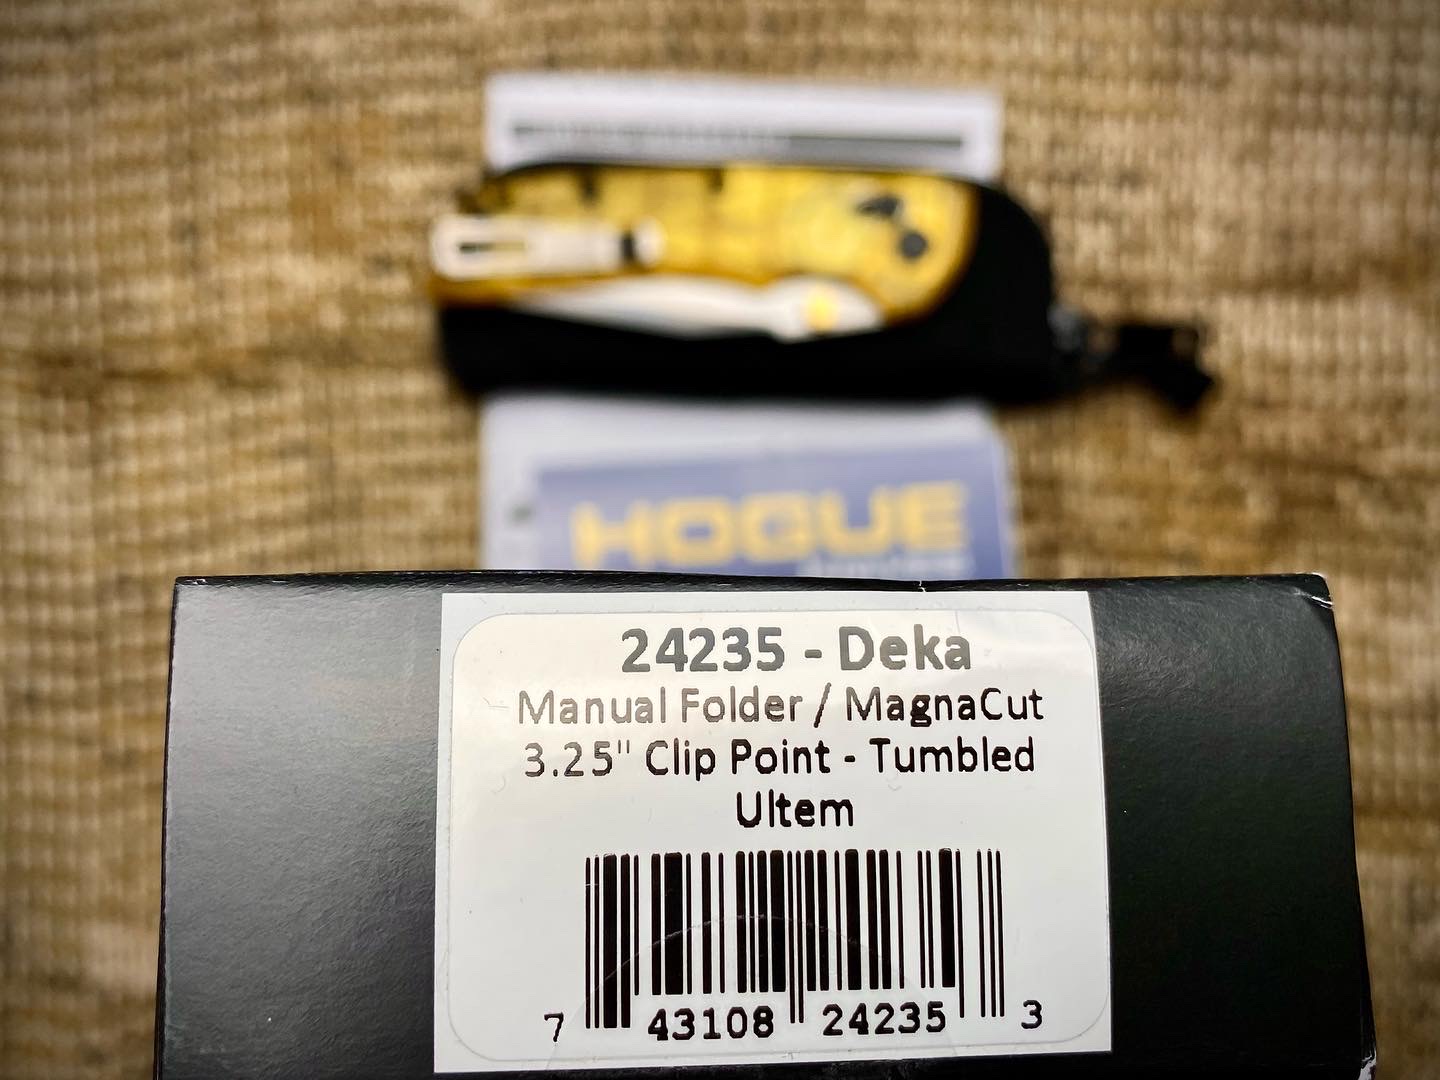 HOGUE
24235 - Deka
Manual Folder / MagnaCut
3.25" Clip Point - Tumbled
Ultem
7 43108 24235 3